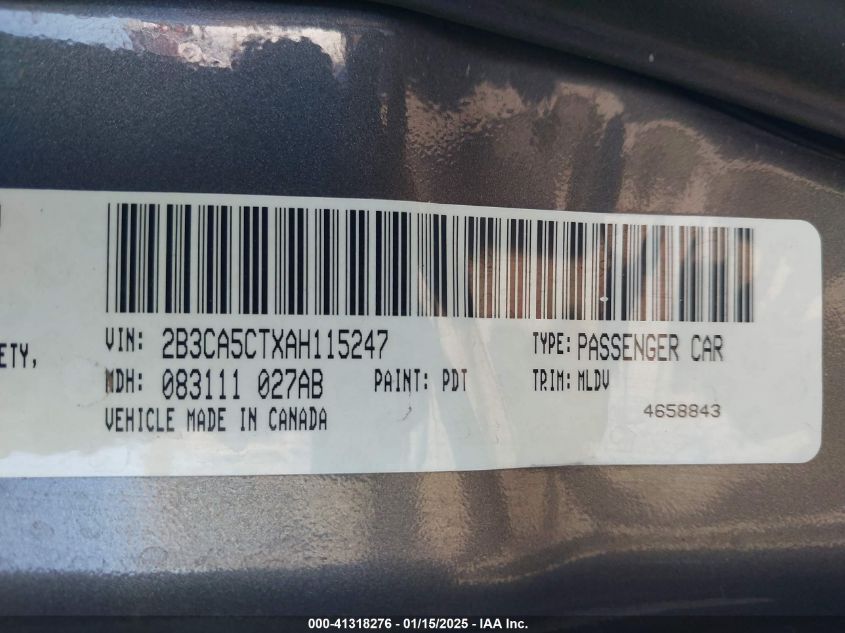 ETY,
VIN: 2B3CA5CTXAH115247 TYPE: PASSENGER CAR
MDH: 083111 027AB PAINT: PDT TRIM: MLDV
VEHICLE MADE IN CANADA
4658843
000-41318276 - 01/15/2025 - IAA Inc.